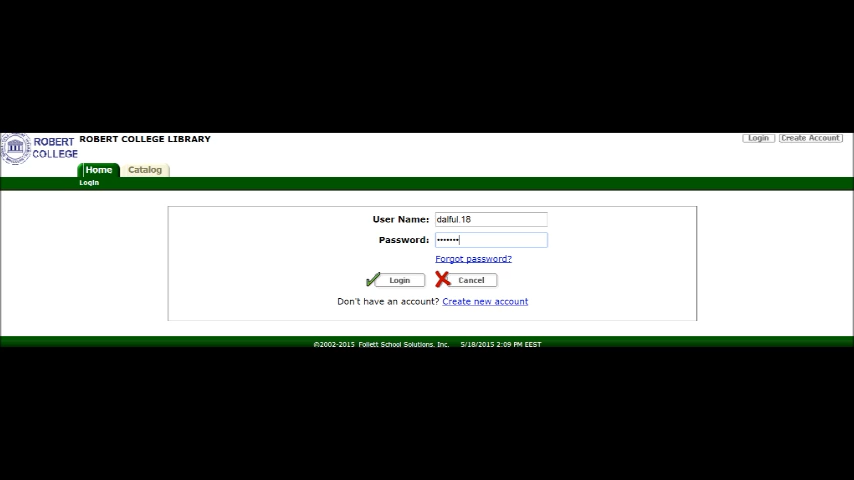 ROBERT COLLEGE
ROBERT COLLEGE LIBRARY
Login Create Account
Home Catalog
Login
User Name: dalful.18
Password: •••••••
Forgot password?
Login Cancel
Don't have an account? Create new account
©2002-2015 Follett School Solutions, Inc. 5/18/2015 2:09 PM EEST